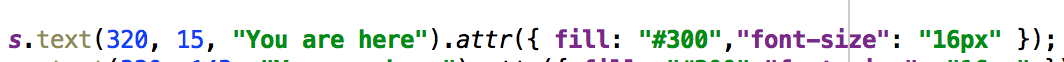 s.text(320, 15, "You are here").attr({ fill: "#300","font-size": "16px" });